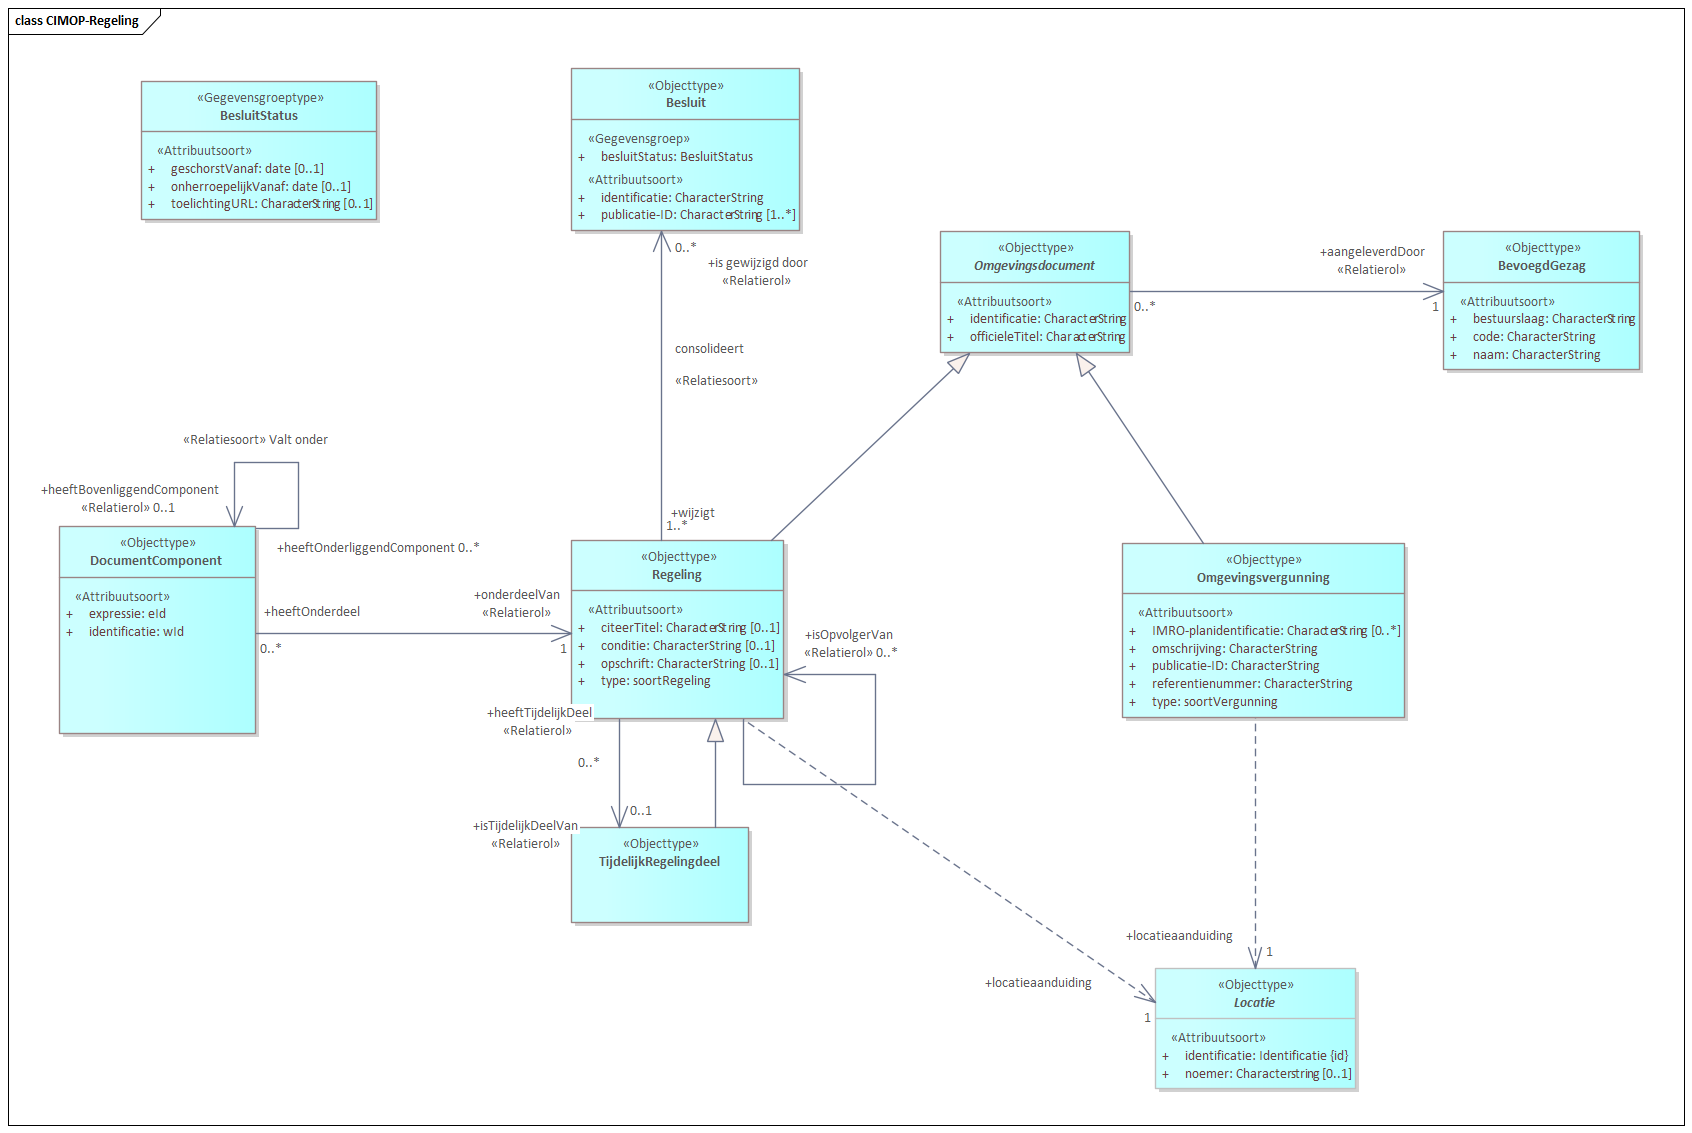 class CIMOP-Regeling
«Gegevensgroeptype»
BesluitStatus
«Attribuutsoort»
+ geschorstVanaf: date [0..1]
+ onherroepelijkVanaf: date [0..1]
+ toelichtingURL: CharacterString [0..1]
«Objecttype»
Besluit
«Gegevensgroep»
+ besluitStatus: BesluitStatus
«Attribuutsoort»
+ identificatie: CharacterString
+ publicatie-ID: CharacterString [1..*]
0..*
+is gewijzigd door
«Relatierol»
consolideert
«Relatiesoort»
+wijzigt
1..*
«Objecttype»
Omgevingsdocument
«Attribuutsoort»
+ identificatie: CharacterString
+ officieleTitel: CharacterString
0..*
+aangeleverdDoor
«Relatierol»
1
«Objecttype»
BevoegdGezag
«Attribuutsoort»
+ bestuurslaag: CharacterString
+ code: CharacterString
+ naam: CharacterString
«Relatiesoort» Valt onder
+heeftBovenliggendComponent
«Relatierol» 0..1
+heeftOnderliggendComponent 0..*
«Objecttype»
DocumentComponent
«Attribuutsoort»
+ expressie: eId
+ identificatie: wId
+heeftOnderdeel
0..*
+onderdeelVan
«Relatierol»
1
«Objecttype»
Regeling
«Attribuutsoort»
+ citeerTitel: CharacterString [0..1]
+ conditie: CharacterString [0..1]
+ opschrift: CharacterString [0..1]
+ type: soortRegeling
+isOpvolgerVan
«Relatierol» 0..*
«Objecttype»
Omgevingsvergunning
«Attribuutsoort»
+ IMRO-planidentificatie: CharacterString [0..*]
+ omschrijving: CharacterString
+ publicatie-ID: CharacterString
+ referentienummer: CharacterString
+ type: soortVergunning
+heeftTijdelijkDeel
«Relatierol»
0..*
0..1
+isTijdelijkDeelVan
«Relatierol»
«Objecttype»
TijdelijkRegelingdeel
+locatieaanduiding
1
+locatieaanduiding
1
«Objecttype»
Locatie
«Attribuutsoort»
+ identificatie: Identificatie {id}
+ noemer: Characterstring [0..1]